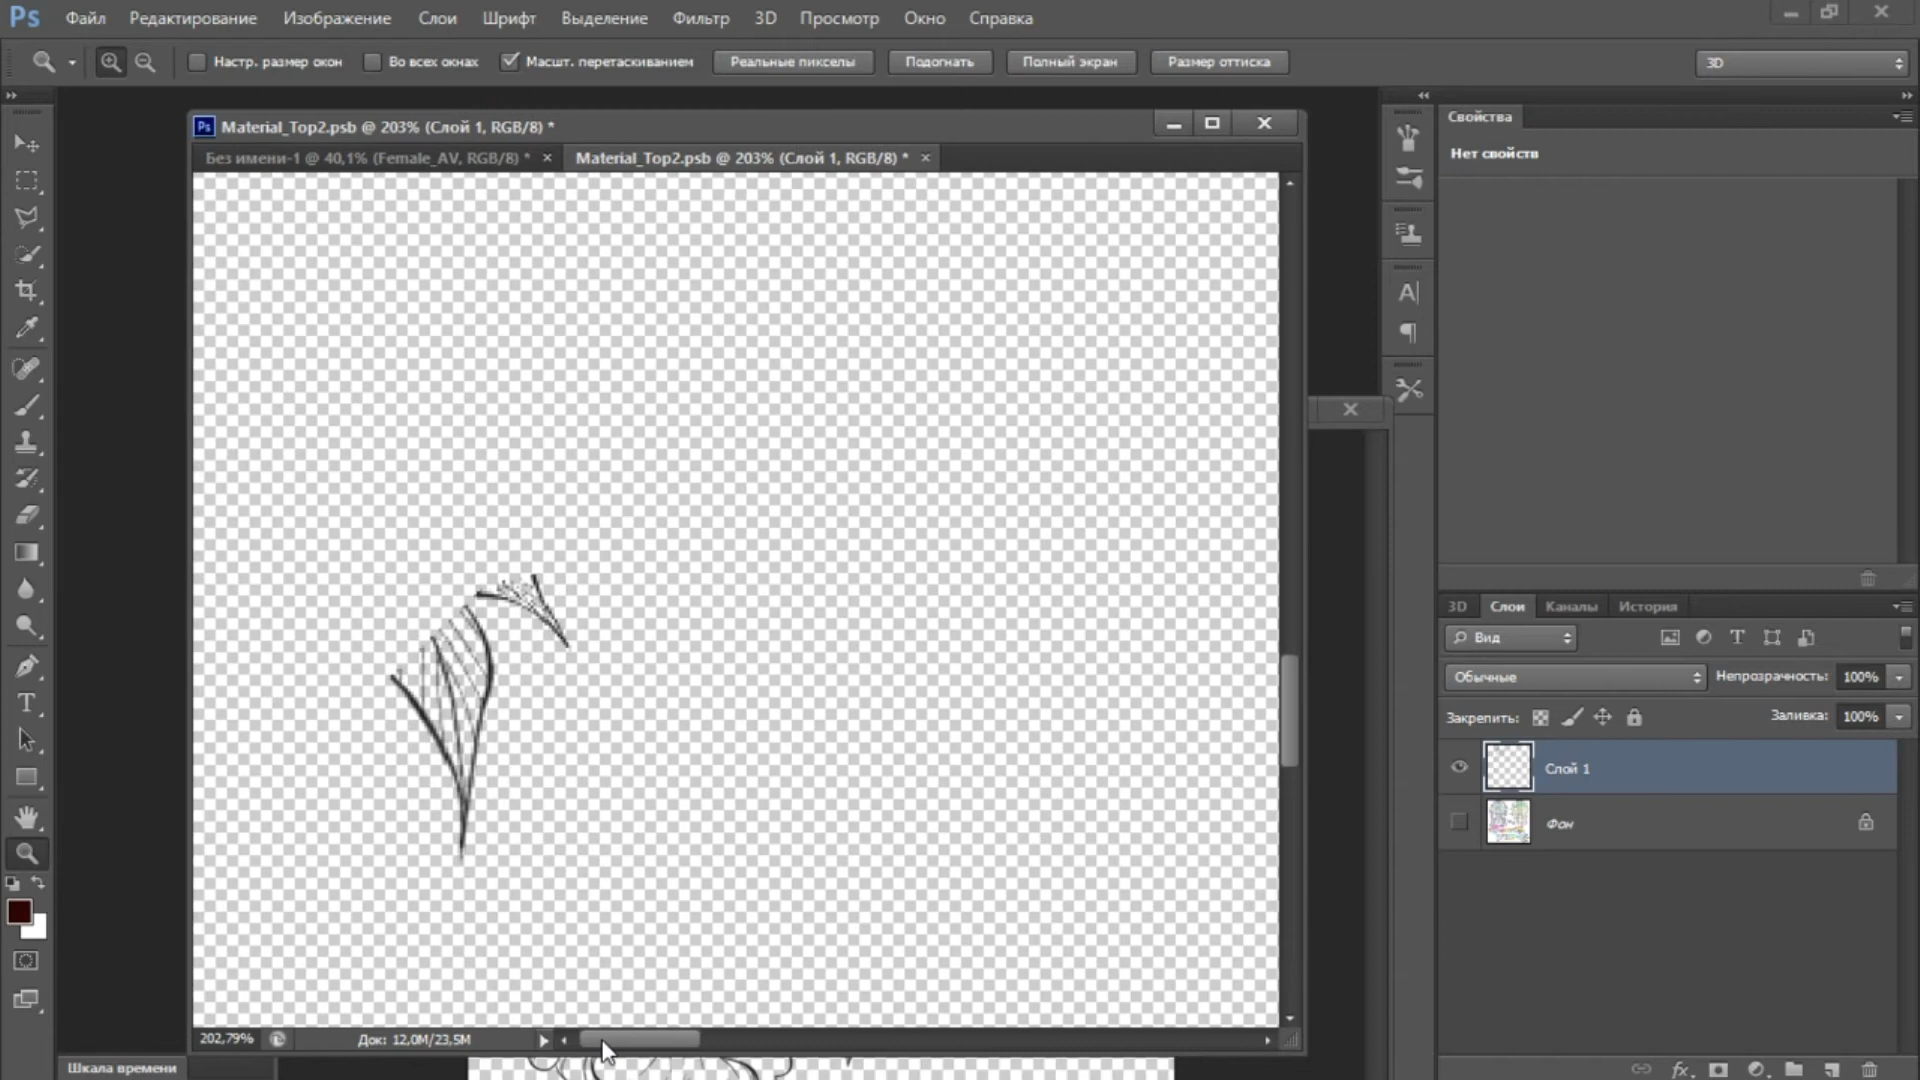 Ps Файл Редактирование Изображение Слои Шрифт Выделение Фильтр 3D Просмотр Окно Справка
Настр. размер окон Во всех окнах Масшт. перетаскиванием Реальные пикселы Подогнать Полный экран Размер оттиска 3D
Ps Material_Top2.psb @ 203% (Слой 1, RGB/8) *
Без имени-1 @ 40,1% (Female_AV, RGB/8) * × Material_Top2.psb @ 203% (Слой 1, RGB/8) * ×
Свойства
Нет свойств
3D Слои Каналы История
Вид
Обычные Непрозрачность: 100%
Закрепить: Заливка: 100%
Слой 1
Фон
202,79% Док: 12,0M/23,5M
Шкала времени